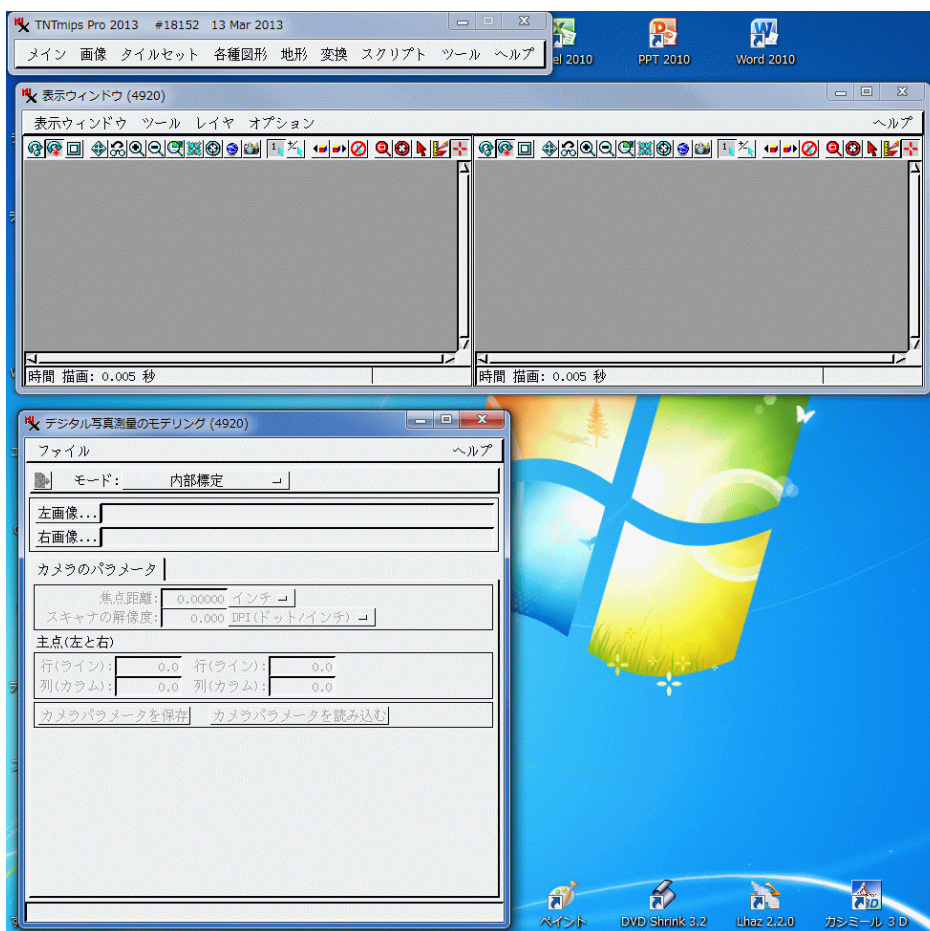 TNTmips Pro 2013 #18152 13 Mar 2013
メイン 画像 タイルセット 各種図形 地形 変換 スクリプト ツール ヘルプ
el 2010
PPT 2010
Word 2010
表示ウィンドウ (4920)
表示ウィンドウ ツール レイヤ オプション ヘルプ
時間 描画: 0.005 秒
時間 描画: 0.005 秒
デジタル写真測量のモデリング (4920)
ファイル ヘルプ
モード: 内部標定
左画像...
右画像...
カメラのパラメータ
焦点距離: 0.00000 インチ
スキャナの解像度: 0.000 DPI(ドット/インチ)
主点(左と右)
行(ライン): 0.0 行(ライン): 0.0
列(カラム): 0.0 列(カラム): 0.0
カメラパラメータを保存 カメラパラメータを読み込む
ペイント
DVD Shrink 3.2
Lhaz 2.2.0
カシミール 3D